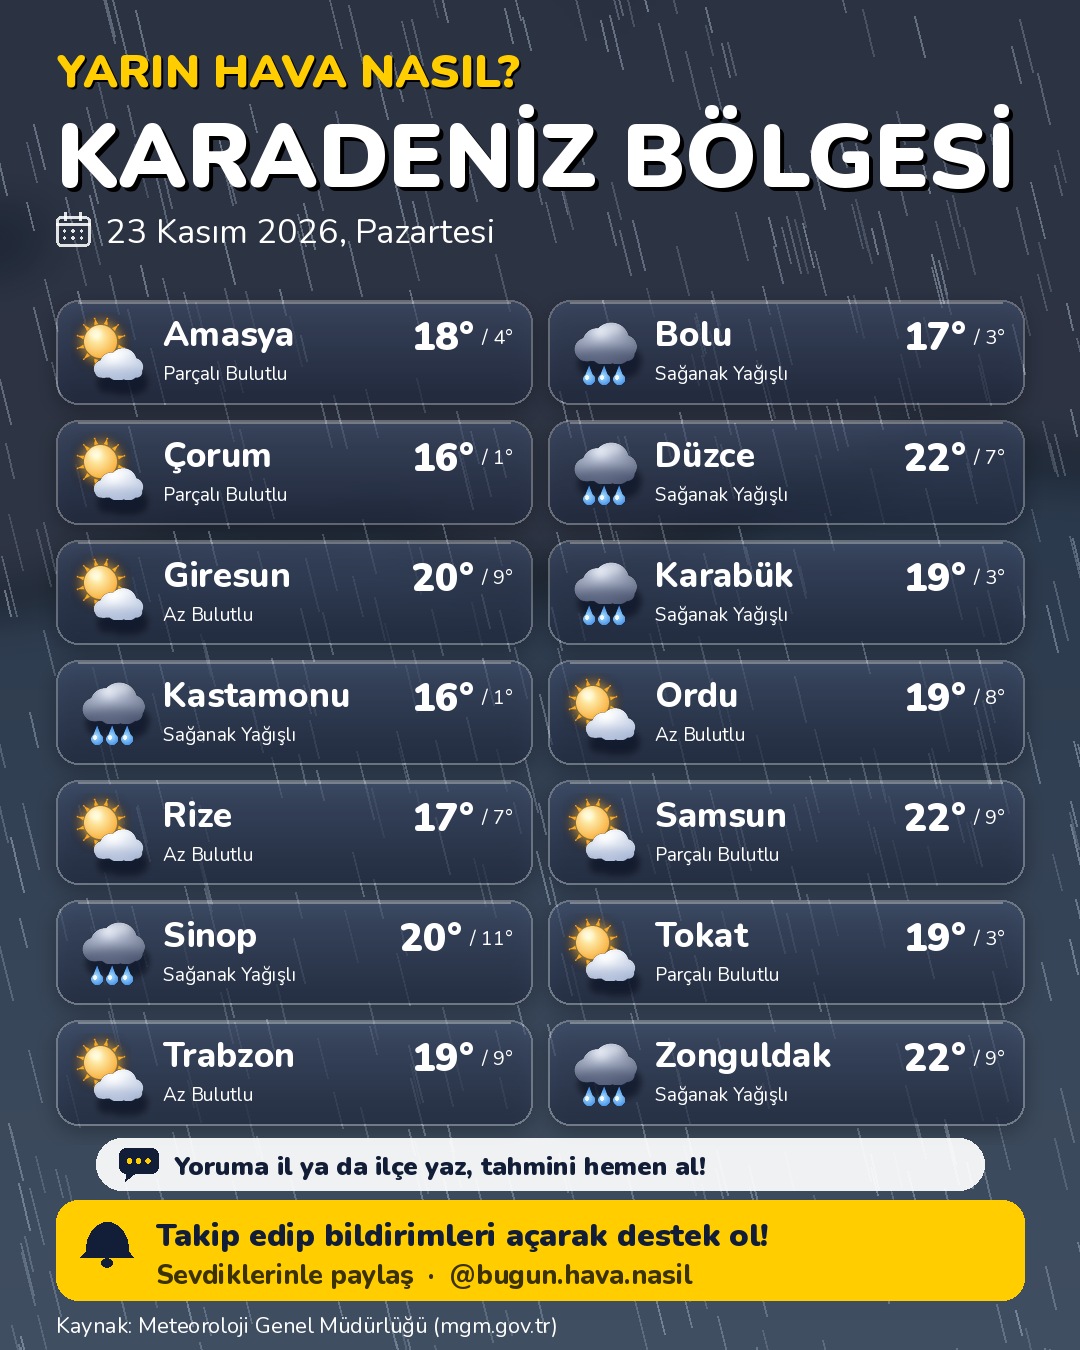 YARIN HAVA NASIL?
KARADENİZ BÖLGESİ
23 Kasım 2026, Pazartesi
Amasya 18° / 4°
Parçalı Bulutlu
Bolu 17° / 3°
Sağanak Yağışlı
Çorum 16° / 1°
Parçalı Bulutlu
Düzce 22° / 7°
Sağanak Yağışlı
Giresun 20° / 9°
Az Bulutlu
Karabük 19° / 3°
Sağanak Yağışlı
Kastamonu 16° / 1°
Sağanak Yağışlı
Ordu 19° / 8°
Az Bulutlu
Rize 17° / 7°
Az Bulutlu
Samsun 22° / 9°
Parçalı Bulutlu
Sinop 20° / 11°
Sağanak Yağışlı
Tokat 19° / 3°
Parçalı Bulutlu
Trabzon 19° / 9°
Az Bulutlu
Zonguldak 22° / 9°
Sağanak Yağışlı
Yoruma il ya da ilçe yaz, tahmini hemen al!
Takip edip bildirimleri açarak destek ol!
Sevdiklerinle paylaş · @bugun.hava.nasil
Kaynak: Meteoroloji Genel Müdürlüğü (mgm.gov.tr)